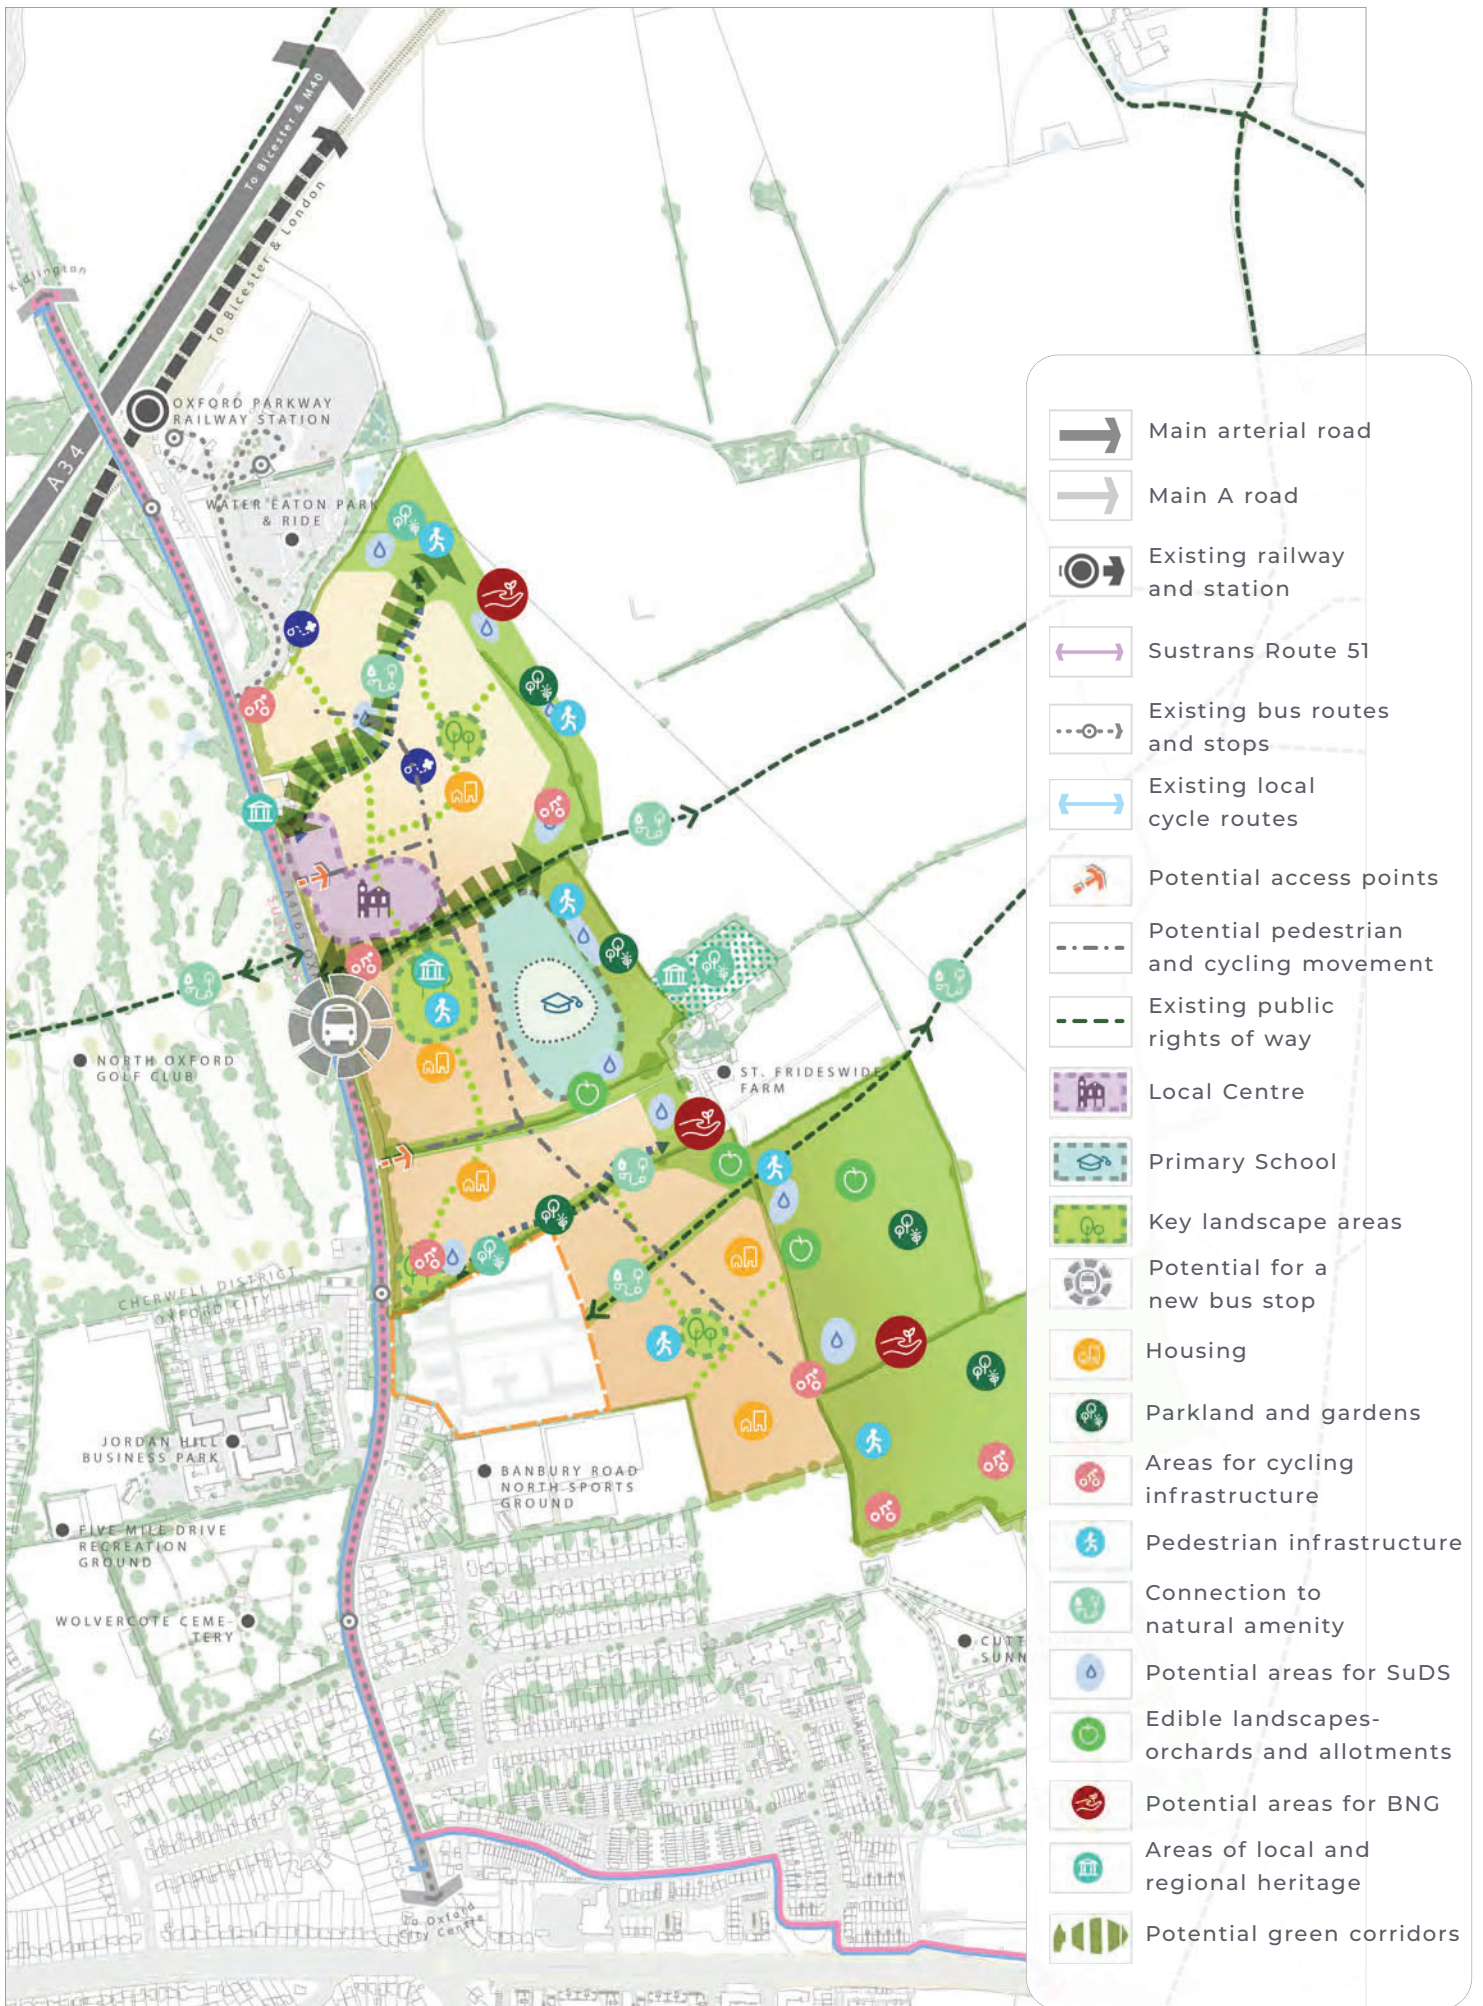 To Bicester & M40
To Bicester & London
Kidlington
OXFORD PARKWAY
RAILWAY STATION
A34
WATER EATON PARK
& RIDE
NORTH OXFORD
GOLF CLUB
ST. FRIDESWIDE
FARM
CHERWELL DISTRICT
OXFORD CITY
JORDAN HILL
BUSINESS PARK
BANBURY ROAD
NORTH SPORTS
GROUND
FIVE MILE DRIVE
RECREATION
GROUND
WOLVERCOTE CEME-
TERY
CUTT
SUNN
To Oxford
City Centre
Main arterial road
Main A road
Existing railway
and station
Sustrans Route 51
Existing bus routes
and stops
Existing local
cycle routes
Potential access points
Potential pedestrian
and cycling movement
Existing public
rights of way
Local Centre
Primary School
Key landscape areas
Potential for a
new bus stop
Housing
Parkland and gardens
Areas for cycling
infrastructure
Pedestrian infrastructure
Connection to
natural amenity
Potential areas for SuDS
Edible landscapes-
orchards and allotments
Potential areas for BNG
Areas of local and
regional heritage
Potential green corridors